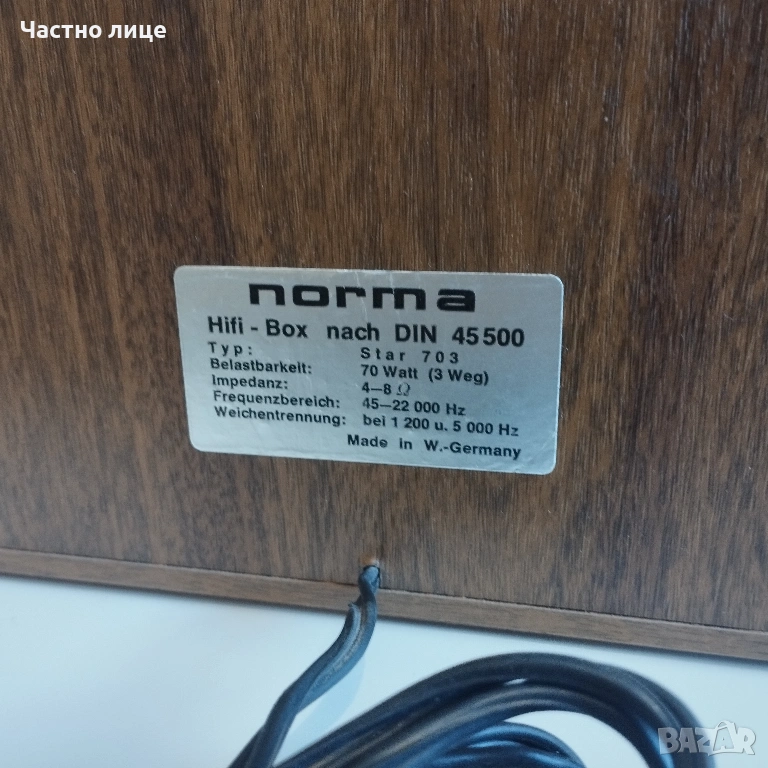 Частно лице
norma
Hifi - Box nach DIN 45500
Typ: Star 703
Belastbarkeit: 70 Watt (3 Weg)
Impedanz: 4—8 Ω
Frequenzbereich: 45—22 000 Hz
Weichentrennung: bei 1 200 u. 5 000 Hz
Made in W.-Germany
BAZAR